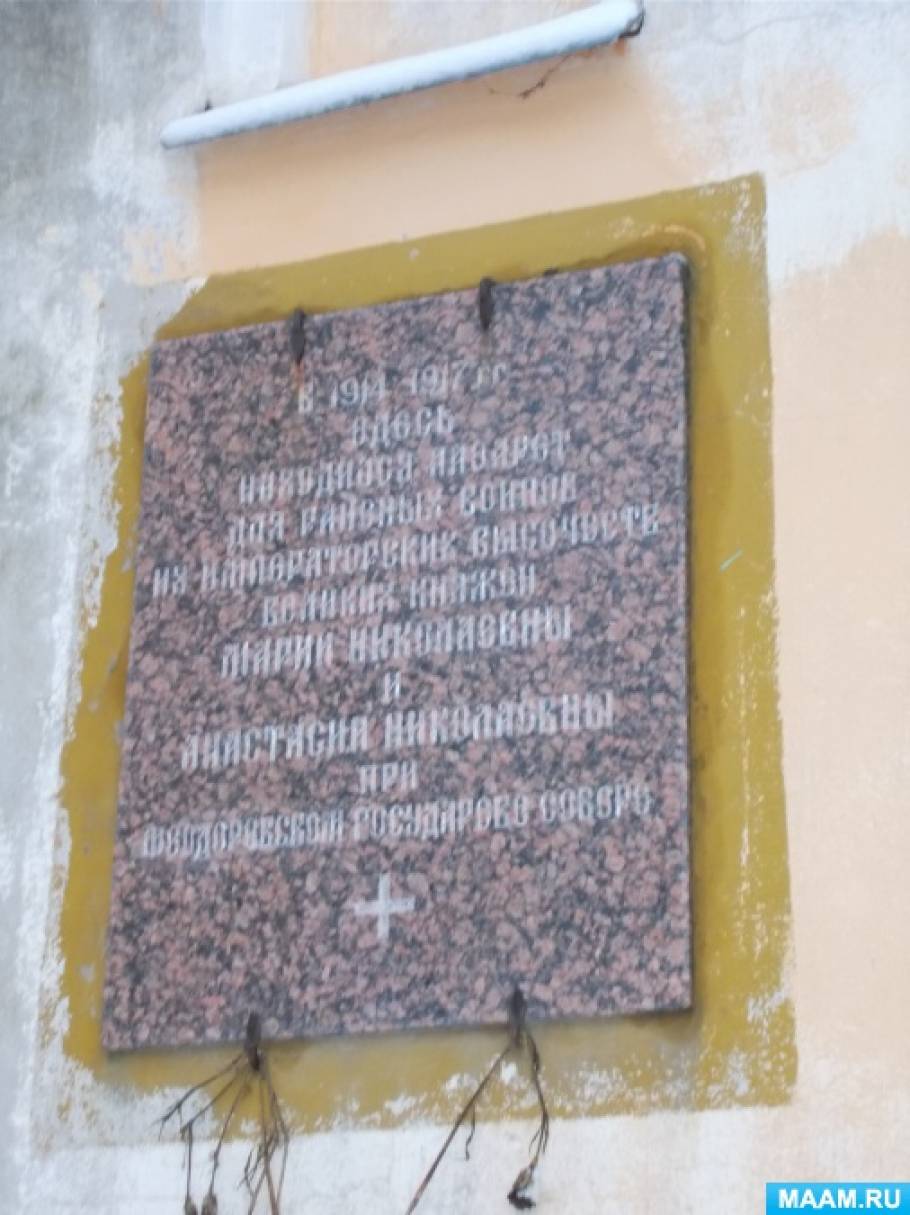 В 1914-1917 гг
ЗДЕСЬ
НАХОДИЛСЯ ЛАЗАРЕТ
ДЛЯ РАНЕНЫХ ВОИНОВ
ИХ ИМПЕРАТОРСКИХ ВЫСОЧЕСТВ
ВЕЛИКИХ КНЯЖЕН
МАРИИ НИКОЛАЕВНЫ
И
АНАСТАСИИ НИКОЛАЕВНЫ
ПРИ
ФЕОДОРОВСКОМ ГОСУДАРЕВОМ СОБОРЕ
MAAM.RU